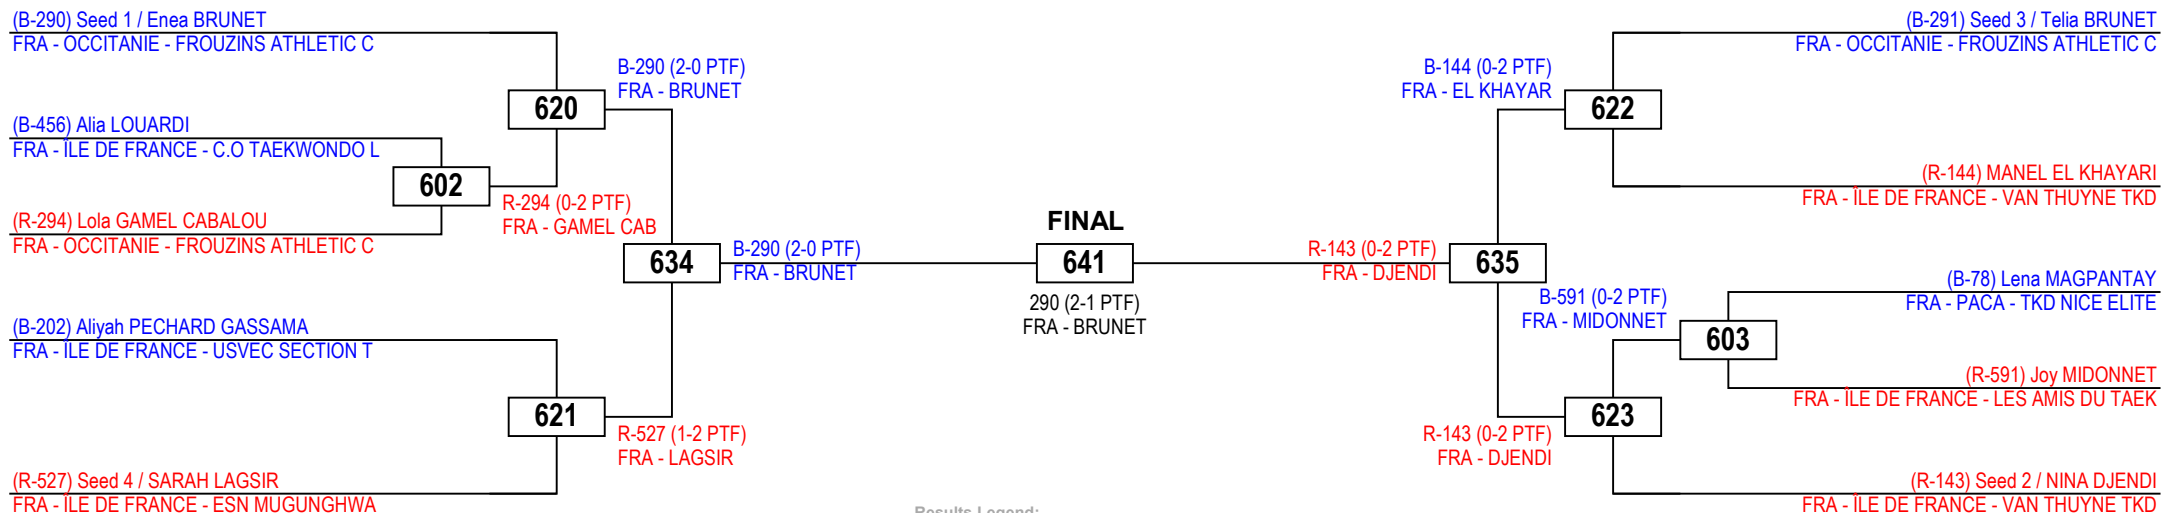 (B-290) Seed 1 / Enea BRUNET
FRA - OCCITANIE - FROUZINS ATHLETIC C
(B-456) Alia LOUARDI
FRA - ÎLE DE FRANCE - C.O TAEKWONDO L
(R-294) Lola GAMEL CABALOU
FRA - OCCITANIE - FROUZINS ATHLETIC C
(B-202) Aliyah PECHARD GASSAMA
FRA - ÎLE DE FRANCE - USVEC SECTION T
(R-527) Seed 4 / SARAH LAGSIR
FRA - ÎLE DE FRANCE - ESN MUGUNGHWA
602
R-294 (0-2 PTF)
FRA - GAMEL CAB
620
B-290 (2-0 PTF)
FRA - BRUNET
621
R-527 (1-2 PTF)
FRA - LAGSIR
634
B-290 (2-0 PTF)
FRA - BRUNET
FINAL
641
290 (2-1 PTF)
FRA - BRUNET
R-143 (0-2 PTF)
FRA - DJENDI
635
B-144 (0-2 PTF)
FRA - EL KHAYAR
622
B-591 (0-2 PTF)
FRA - MIDONNET
603
R-143 (0-2 PTF)
FRA - DJENDI
623
(B-291) Seed 3 / Telia BRUNET
FRA - OCCITANIE - FROUZINS ATHLETIC C
(R-144) MANEL EL KHAYARI
FRA - ÎLE DE FRANCE - VAN THUYNE TKD
(B-78) Lena MAGPANTAY
FRA - PACA - TKD NICE ELITE
(R-591) Joy MIDONNET
FRA - ÎLE DE FRANCE - LES AMIS DU TAEK
(R-143) Seed 2 / NINA DJENDI
FRA - ÎLE DE FRANCE - VAN THUYNE TKD
Results Legend: